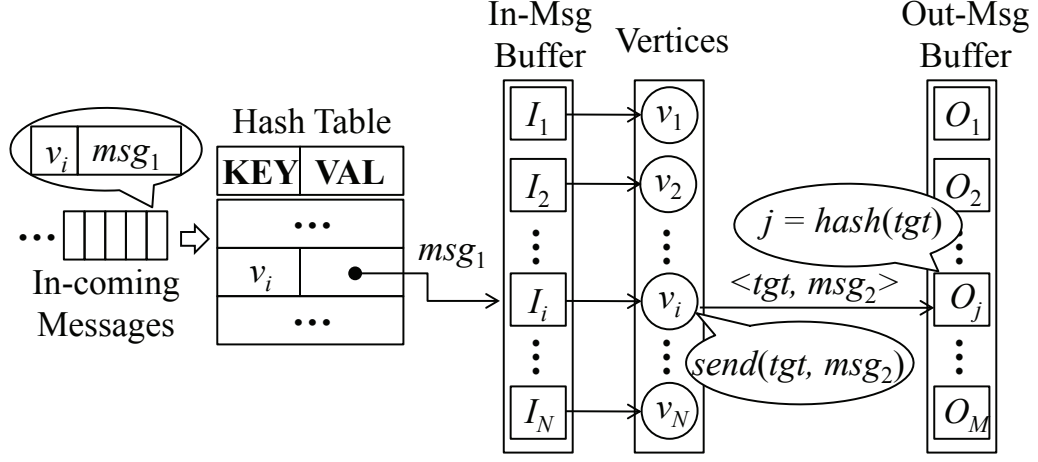 In-Msg
Buffer
Vertices
Out-Msg
Buffer
Hash Table
KEY VAL
v_i msg_1
...
In-coming
Messages
...
v_i
...
msg_1
I_1
I_2
⋮
I_i
⋮
I_N
v_1
v_2
⋮
v_i
⋮
v_N
send(tgt, msg_2)
<tgt, msg_2>
j = hash(tgt)
O_1
O_2
⋮
O_j
⋮
O_M